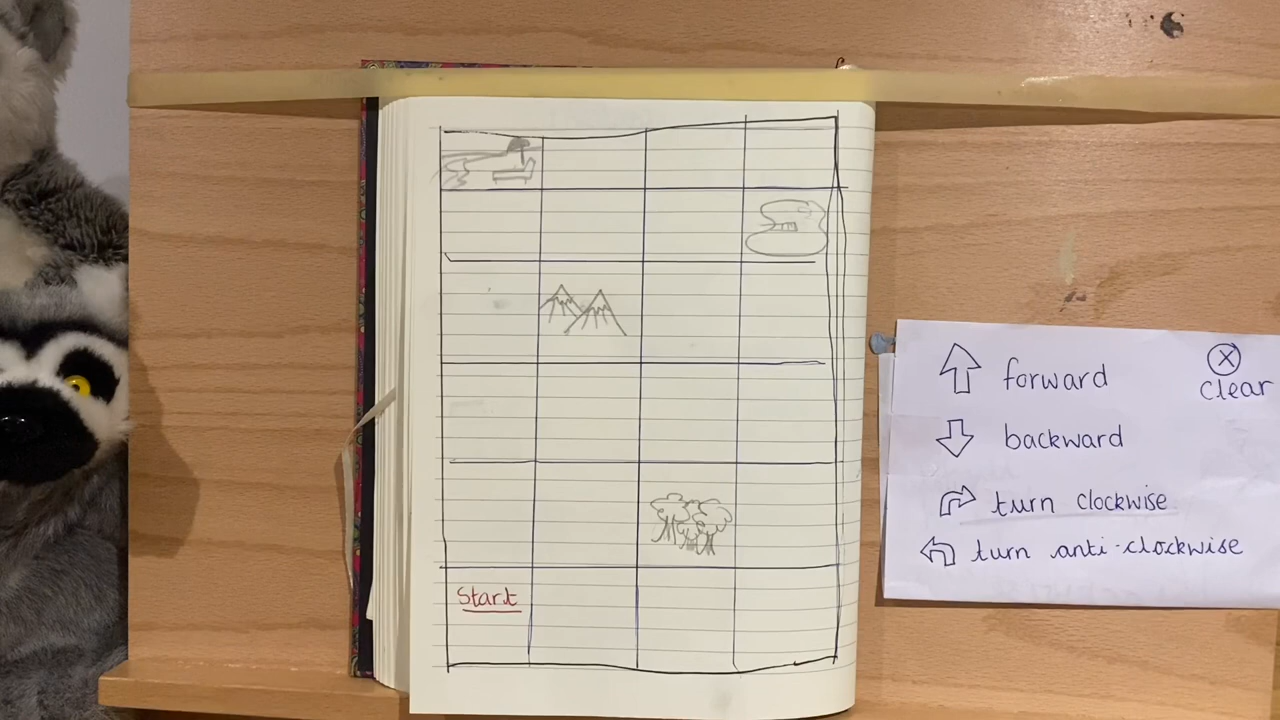 Start
forward
clear
backward
turn clockwise
turn anti-clockwise